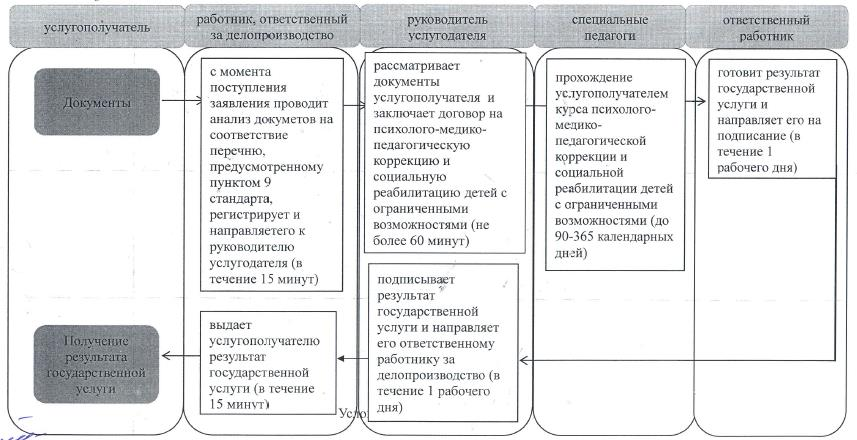 услугополучатель
работник, ответственный
за делопроизводство
руководитель
услугодателя
специальные
педагоги
ответственный
работник
Документы
с момента
поступления
заявления проводит
анализ докуметов на
соответствие
перечню,
предусмотренному
пунктом 9
стандарта,
регистрирует и
направляетего к
руководителю
услугодателя (в
течение 15 минут)
рассматривает
документы
услугополучателя и
заключает договор на
психолого-медико-
педагогическую
коррекцию и
социальную
реабилитацию детей с
ограниченными
возможностями (не
более 60 минут)
прохождение
услугополучателем
курса психолого-
медико-
педагогической
коррекции и
социальной
реабилитации детей
с ограниченными
возможностями (до
90-365 календарных
дней)
готовит результат
государственной
услуги и
направляет его на
подписание (в
течение 1
рабочего дня)
подписывает
результат
государственной
услуги и направляет
его ответственному
работнику за
делопроизводство (в
течение 1 рабочего
дня)
выдает
услугополучателю
результат
государственной
услуги (в течение
15 минут)
Получение
результата
государственной
услуги